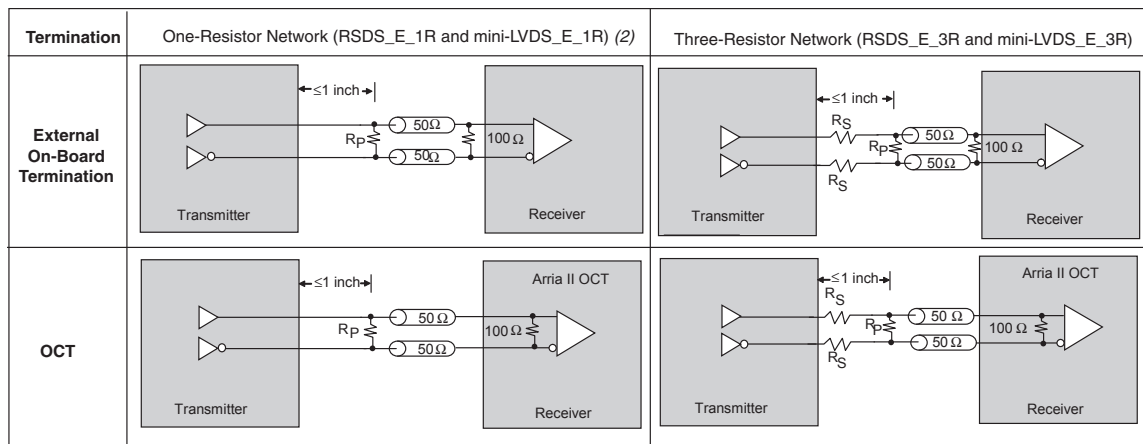 Termination
One-Resistor Network (RSDS_E_1R and mini-LVDS_E_1R) (2)
Three-Resistor Network (RSDS_E_3R and mini-LVDS_E_3R)
External
On-Board
Termination
≤1 inch
RP
50Ω
50Ω
100 Ω
Transmitter
Receiver
≤1 inch
RS
RS
RP
50 Ω
50 Ω
100 Ω
Transmitter
Receiver
OCT
≤1 inch
RP
50 Ω
50 Ω
Arria II OCT
100 Ω
Transmitter
Receiver
≤1 inch
RS
RS
RP
50 Ω
50 Ω
Arria II OCT
100 Ω
Transmitter
Receiver